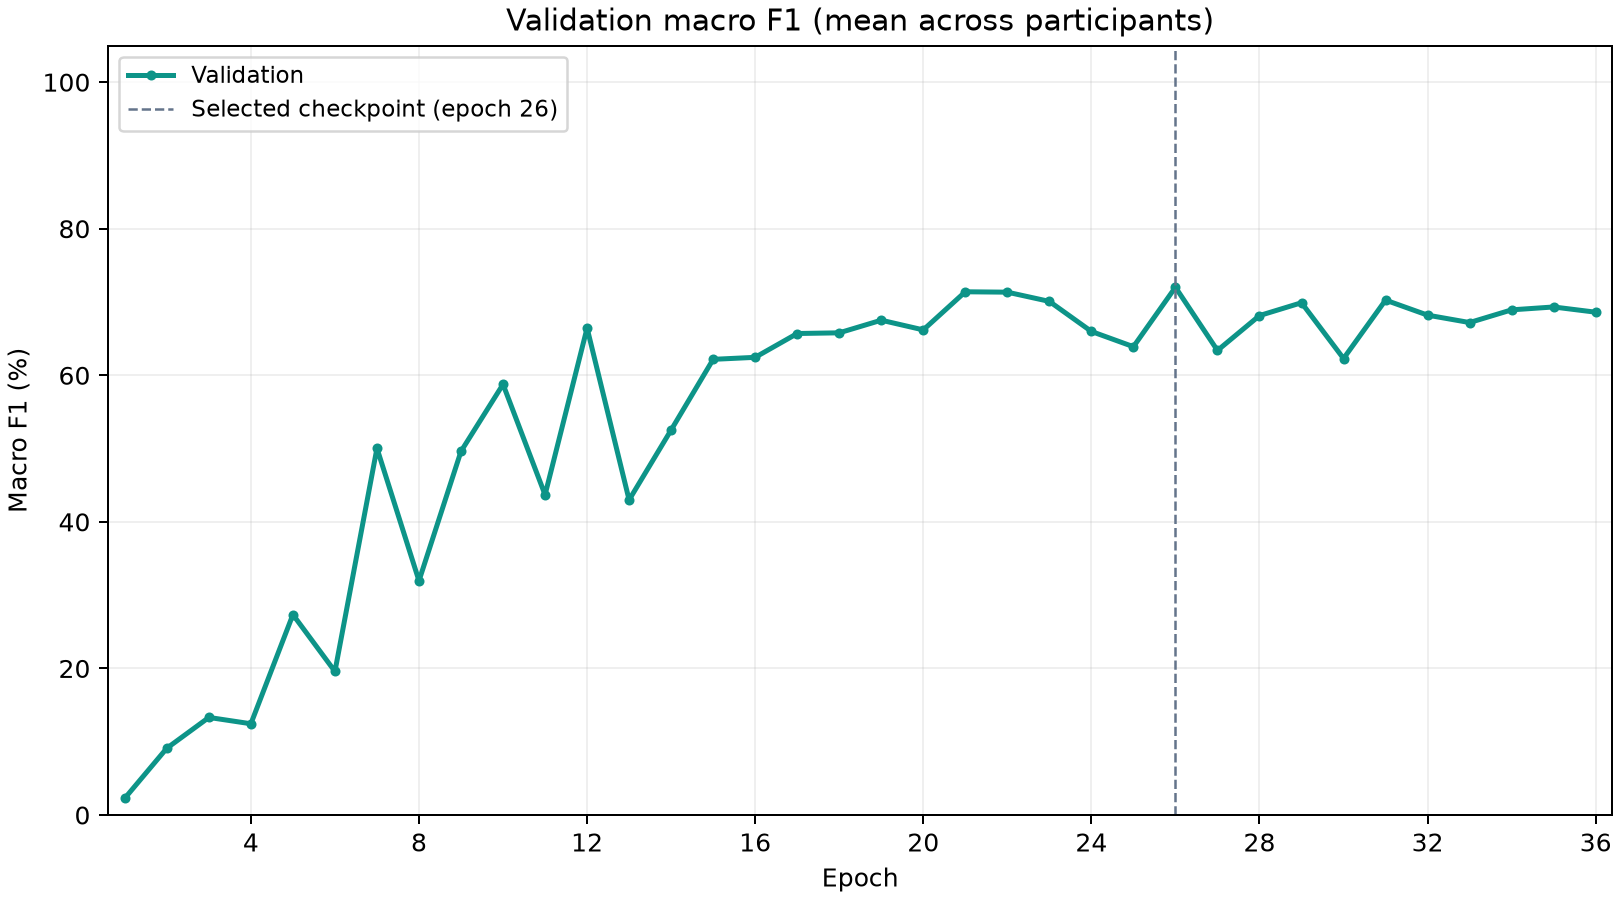 Validation macro F1 (mean across participants)
Validation
Selected checkpoint (epoch 26)
100
80
60
40
20
0
Macro F1 (%)
4 8 12 16 20 24 28 32 36
Epoch